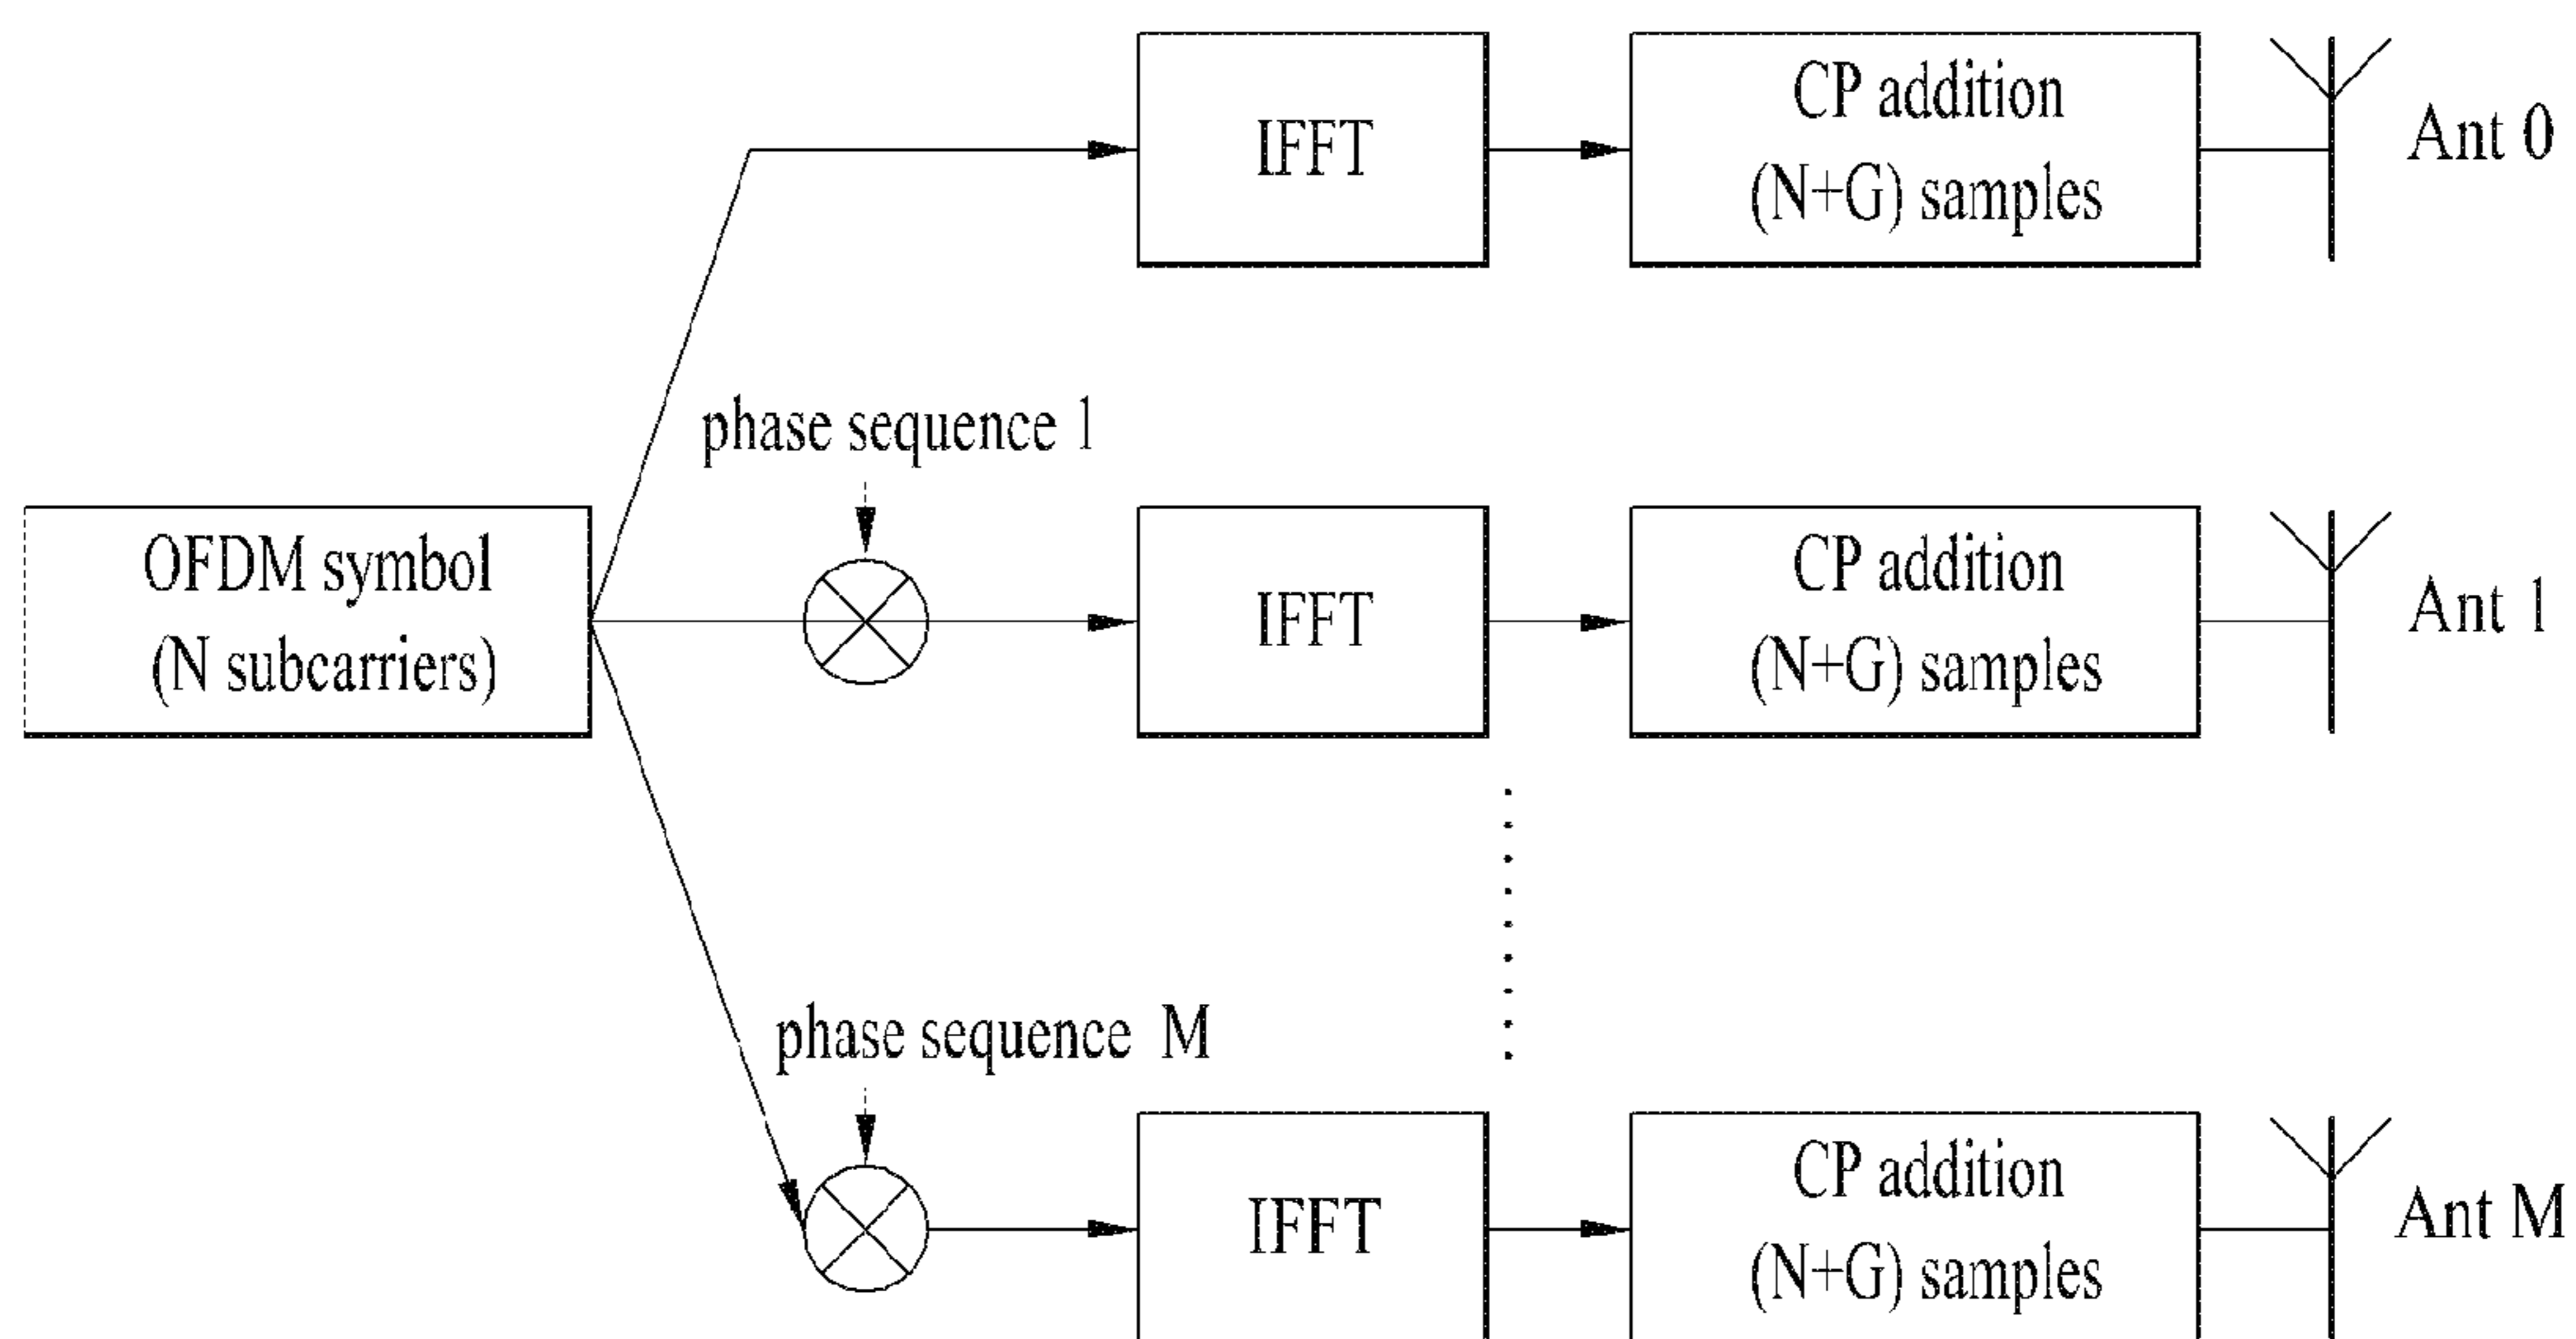 IFFT
CP addition
(N+G) samples
Ant 0
phase sequence 1
OFDM symbol
(N subcarriers)
IFFT
CP addition
(N+G) samples
Ant 1
phase sequence M
IFFT
CP addition
(N+G) samples
Ant M